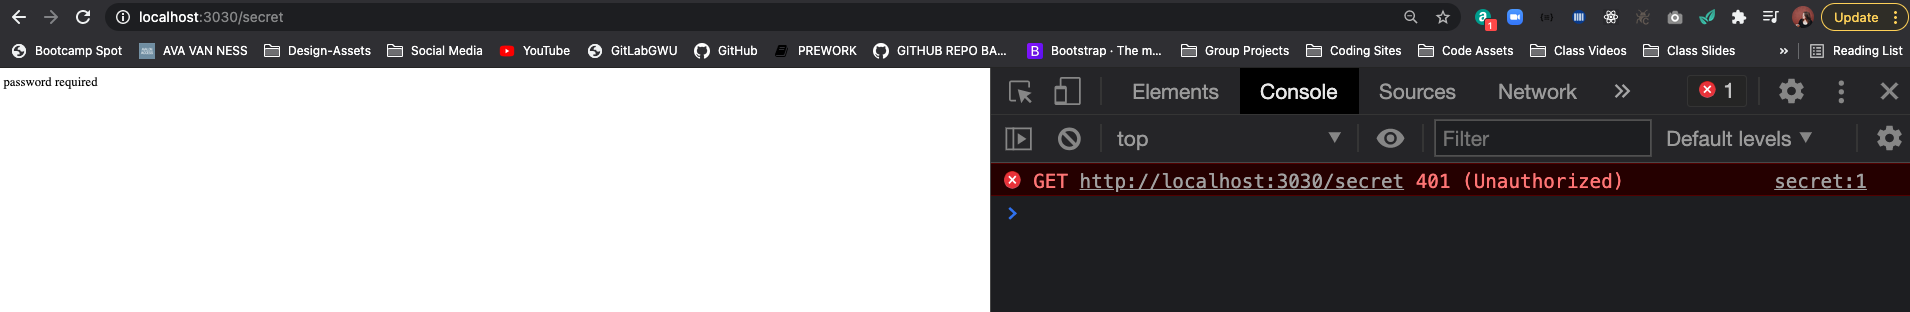 localhost:3030/secret
1
Update
Bootcamp Spot AVA VAN NESS Design-Assets Social Media YouTube GitLabGWU GitHub PREWORK GITHUB REPO BA... B Bootstrap · The m... Group Projects Coding Sites Code Assets Class Videos Class Slides » Reading List
password required
Elements Console Sources Network » 1
top Filter Default levels
GET http://localhost:3030/secret 401 (Unauthorized) secret:1